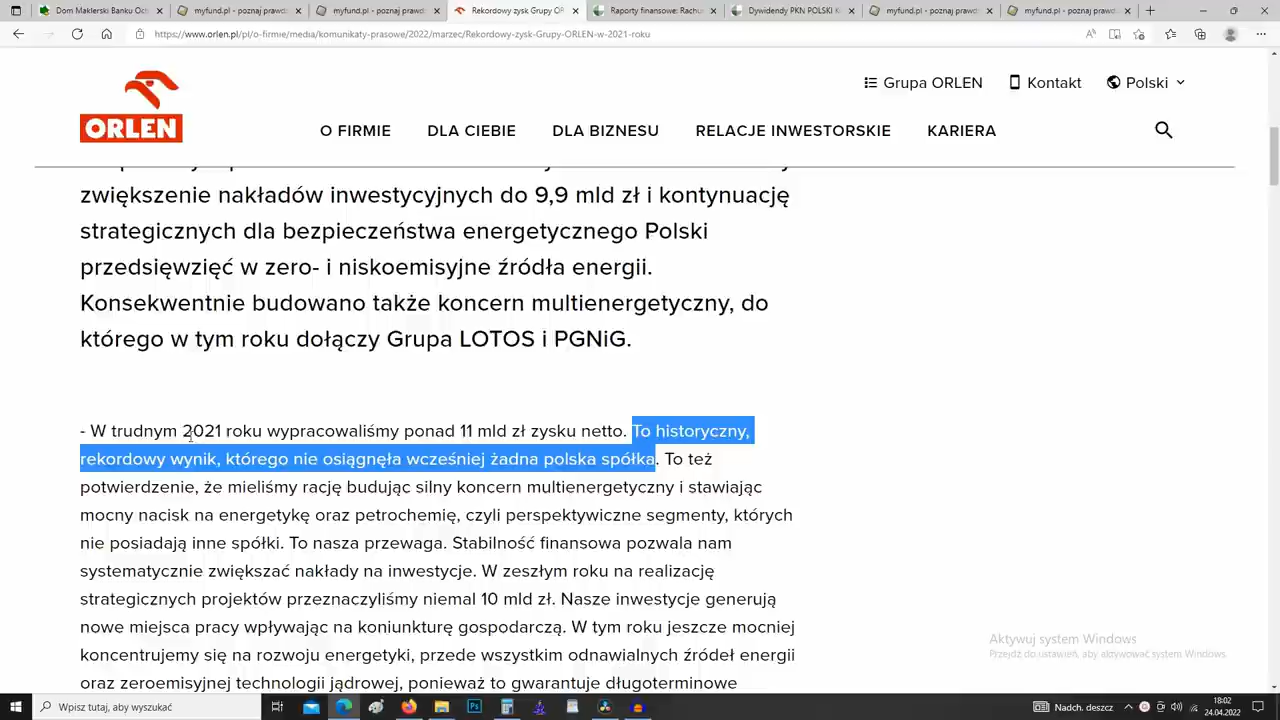 Dom Maklerski Banku Och
myfund.pl - poznaj prawd
myfund.pl - poznaj prawd
Rekordowy zysk Grupy OR
Raporty finansowe: Rachu
Dywidendy PKN POLSKI K
myfund.pl - poznaj prawd
myfund.pl - poznaj prawd
https://www.orlen.pl/pl/o-firmie/media/komunikaty-prasowe/2022/marzec/Rekordowy-zysk-Grupy-ORLEN-w-2021-roku
Grupa ORLEN
Kontakt
Polski
ORLEN
O FIRMIE
DLA CIEBIE
DLA BIZNESU
RELACJE INWESTORSKIE
KARIERA
zwiększenie nakładów inwestycyjnych do 9,9 mld zł i kontynuację
strategicznych dla bezpieczeństwa energetycznego Polski
przedsięwzięć w zero- i niskoemisyjne źródła energii.
Konsekwentnie budowano także koncern multienergetyczny, do
którego w tym roku dołączy Grupa LOTOS i PGNiG.
- W trudnym 2021 roku wypracowaliśmy ponad 11 mld zł zysku netto. To historyczny,
rekordowy wynik, którego nie osiągnęła wcześniej żadna polska spółka. To też
potwierdzenie, że mieliśmy rację budując silny koncern multienergetyczny i stawiając
mocny nacisk na energetykę oraz petrochemię, czyli perspektywiczne segmenty, których
nie posiadają inne spółki. To nasza przewaga. Stabilność finansowa pozwala nam
systematycznie zwiększać nakłady na inwestycje. W zeszłym roku na realizację
strategicznych projektów przeznaczyliśmy niemal 10 mld zł. Nasze inwestycje generują
nowe miejsca pracy wpływając na koniunkturę gospodarczą. W tym roku jeszcze mocniej
koncentrujemy się na rozwoju energetyki, przede wszystkim odnawialnych źródeł energii
oraz zeroemisyjnej technologii jądrowej, ponieważ to gwarantuje długoterminowe
Aktywuj system Windows
Przejdź do ustawień, aby aktywować system Windows.
Wpisz tutaj, aby wyszukać
Nadch. deszcz
18:02
24.04.2022